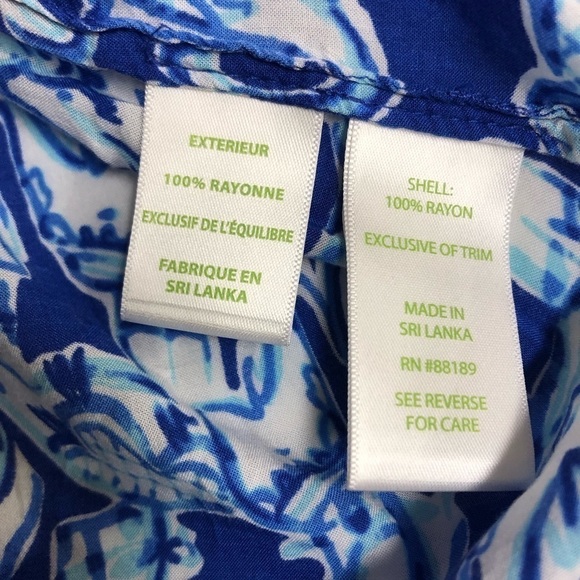 EXTERIEUR
100% RAYONNE
EXCLUSIF DE L'ÉQUILIBRE
FABRIQUE EN
SRI LANKA
SHELL:
100% RAYON
EXCLUSIVE OF TRIM
MADE IN
SRI LANKA
RN #88189
SEE REVERSE
FOR CARE